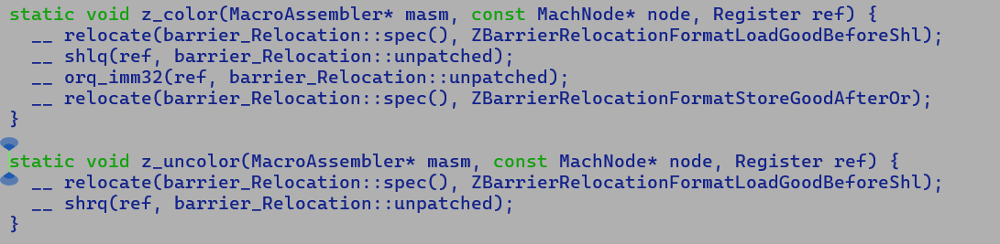 static void z_color(MacroAssembler* masm, const MachNode* node, Register ref) {
  __ relocate(barrier_Relocation::spec(), ZBarrierRelocationFormatLoadGoodBeforeShl);
  __ shlq(ref, barrier_Relocation::unpatched);
  __ orq_imm32(ref, barrier_Relocation::unpatched);
  __ relocate(barrier_Relocation::spec(), ZBarrierRelocationFormatStoreGoodAfterOr);
}

static void z_uncolor(MacroAssembler* masm, const MachNode* node, Register ref) {
  __ relocate(barrier_Relocation::spec(), ZBarrierRelocationFormatLoadGoodBeforeShl);
  __ shrq(ref, barrier_Relocation::unpatched);
}